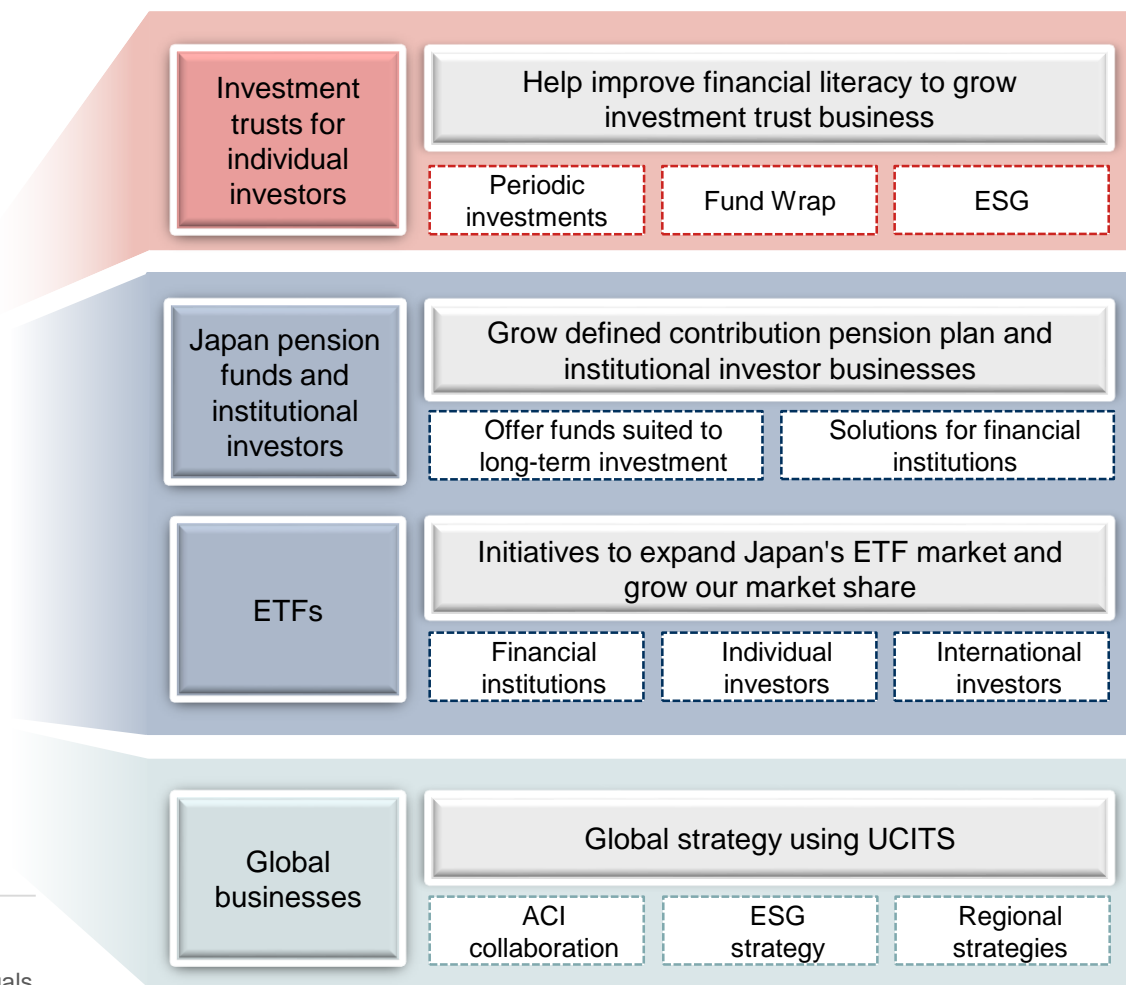 Investment
trusts for
individual
investors
Help improve financial literacy to grow
investment trust business
Periodic
investments
Fund Wrap
ESG
Japan pension
funds and
institutional
investors
Grow defined contribution pension plan and
institutional investor businesses
Offer funds suited to
long-term investment
Solutions for financial
institutions
ETFs
Initiatives to expand Japan's ETF market and
grow our market share
Financial
institutions
Individual
investors
International
investors
Global
businesses
Global strategy using UCITS
ACI
collaboration
ESG
strategy
Regional
strategies